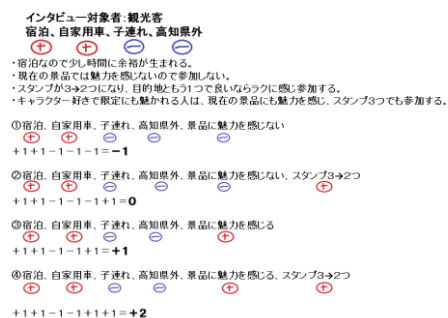 インタビュー対象者:観光客
宿泊、自家用車、子連れ、高知県外
+ + − −
・宿泊なので少し時間に余裕が生まれる。
・現在の景品では魅力を感じないので参加しない。
・スタンプが3→2つになり、目的地ともう1つで良いならラクに感じ参加する。
・キャラクター好きで限定にも魅かれる人は、現在の景品にも魅力を感じ、スタンプ3つでも参加する。
①宿泊、自家用車、子連れ、高知県外、景品に魅力を感じない
+ + − − −
+1+1-1-1-1=-1
②宿泊、自家用車、子連れ、高知県外、景品に魅力を感じない、スタンプ3→2つ
+ + − − − +
+1+1-1-1-1+1=0
③宿泊、自家用車、子連れ、高知県外、景品に魅力を感じる
+ + − − +
+1+1-1-1+1=+1
④宿泊、自家用車、子連れ、高知県外、景品に魅力を感じる、スタンプ3→2つ
+ + − − + +
+1+1-1-1+1+1=+2